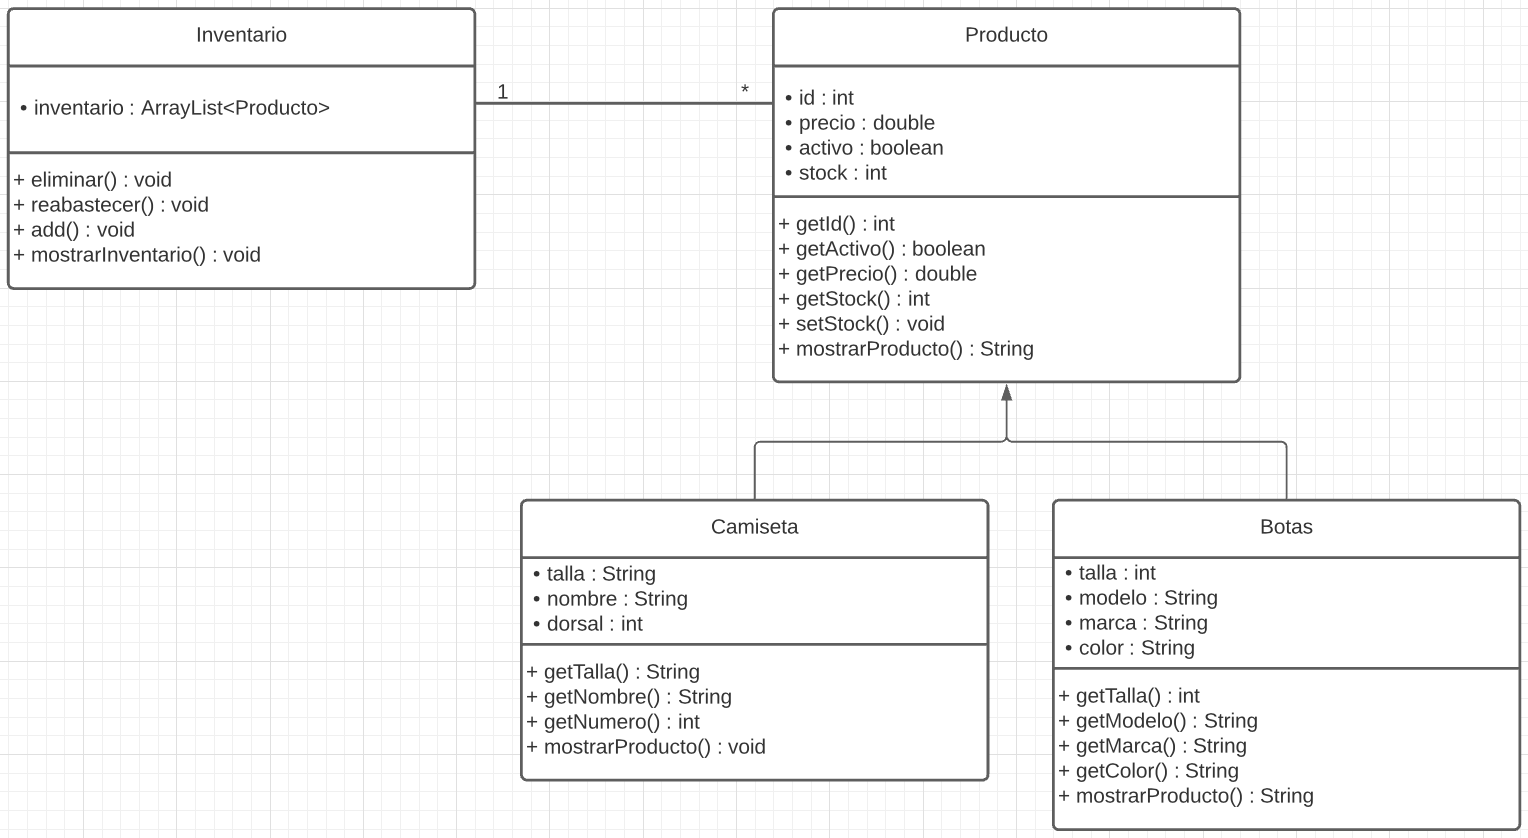 Inventario
• inventario : ArrayList<Producto>
+ eliminar() : void
+ reabastecer() : void
+ add() : void
+ mostrarInventario() : void
1
*
Producto
• id : int
• precio : double
• activo : boolean
• stock : int
+ getId() : int
+ getActivo() : boolean
+ getPrecio() : double
+ getStock() : int
+ setStock() : void
+ mostrarProducto() : String
Camiseta
• talla : String
• nombre : String
• dorsal : int
+ getTalla() : String
+ getNombre() : String
+ getNumero() : int
+ mostrarProducto() : void
Botas
• talla : int
• modelo : String
• marca : String
• color : String
+ getTalla() : int
+ getModelo() : String
+ getMarca() : String
+ getColor() : String
+ mostrarProducto() : String